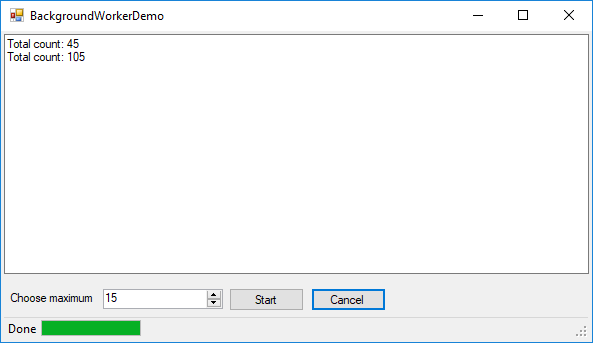 BackgroundWorkerDemo
Total count: 45
Total count: 105
Choose maximum 15 Start Cancel
Done